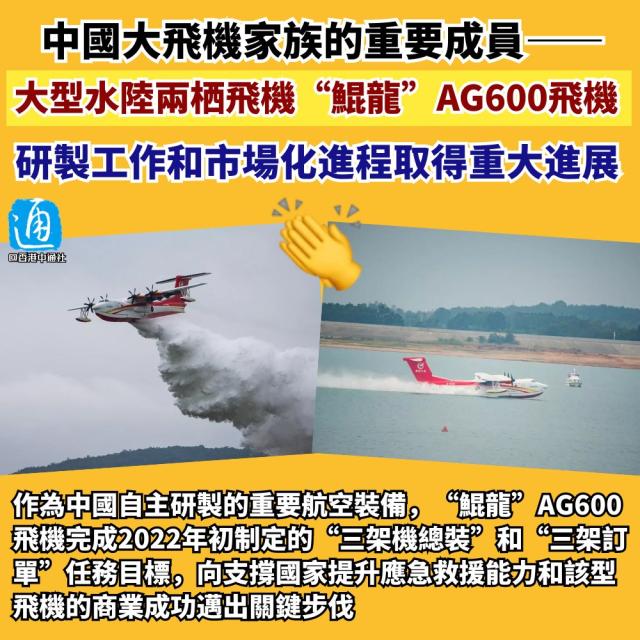 中國大飛機家族的重要成員——
大型水陸兩栖飛機“鯤龍”AG600飛機
研製工作和市場化進程取得重大進展
通
@香港中通社
作為中國自主研製的重要航空裝備，“鯤龍”AG600
飛機完成2022年初制定的“三架機總裝”和“三架訂
單”任務目標，向支撐國家提升應急救援能力和該型
飛機的商業成功邁出關鍵步伐